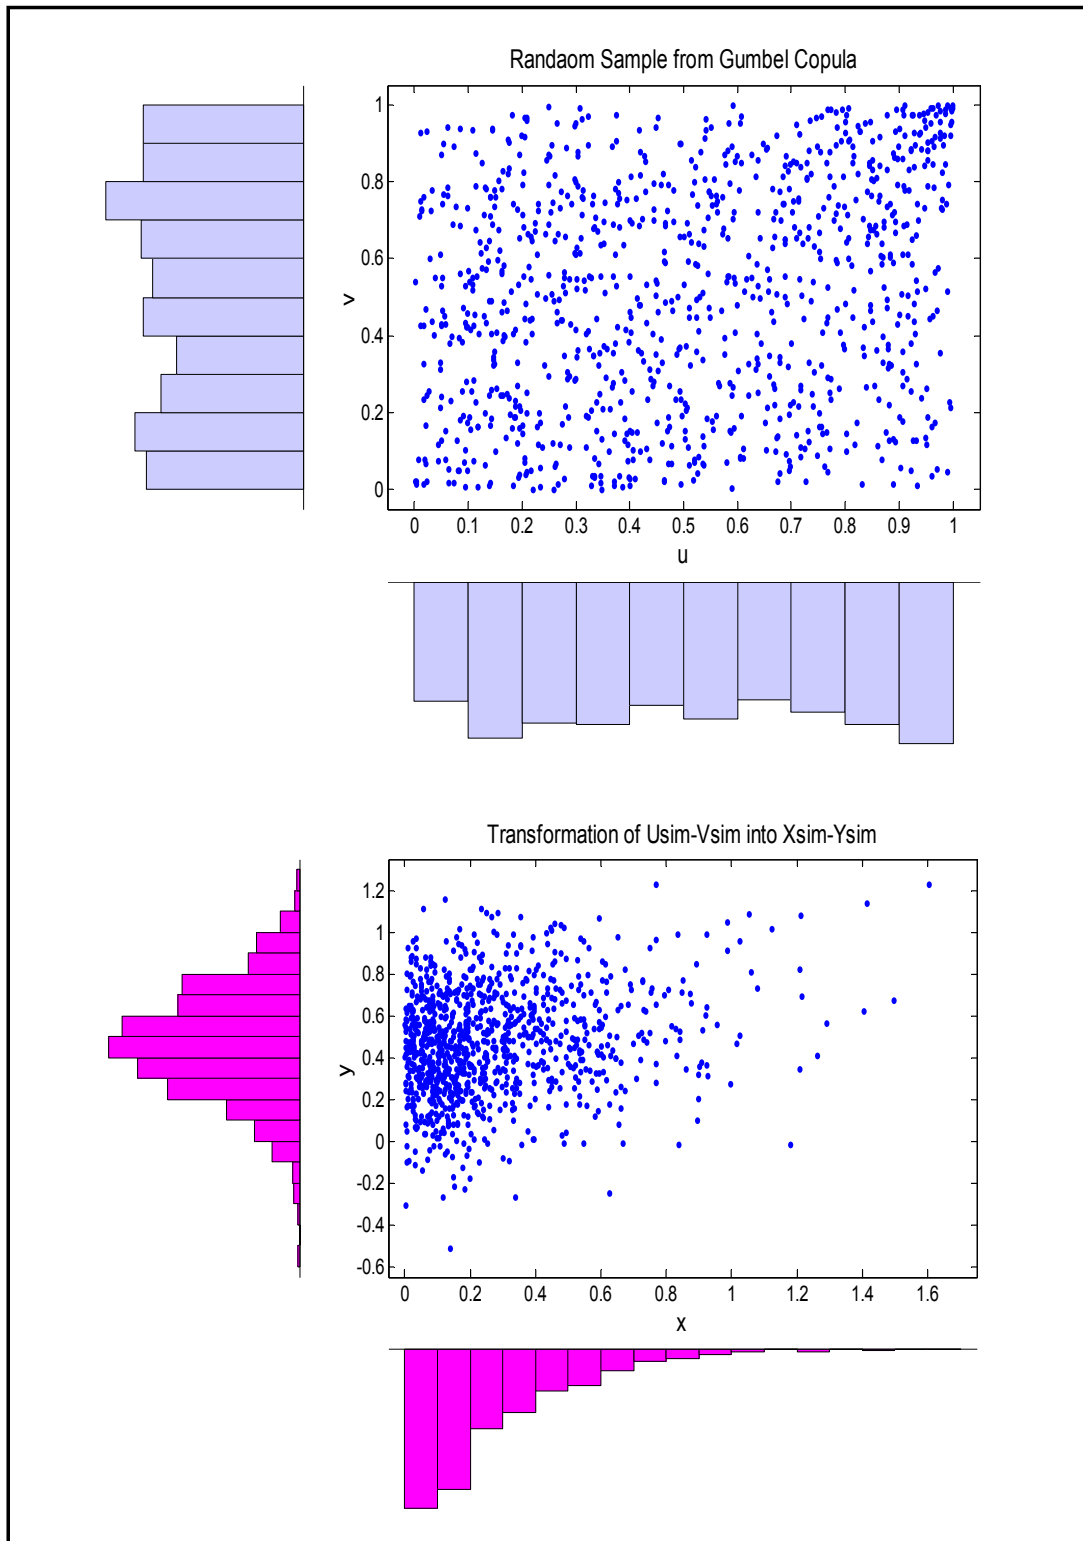 Randaom Sample from Gumbel Copula
1
0.8
0.6
0.4
0.2
0
v
0 0.1 0.2 0.3 0.4 0.5 0.6 0.7 0.8 0.9 1
u
Transformation of Usim-Vsim into Xsim-Ysim
1.2
1
0.8
0.6
0.4
0.2
0
-0.2
-0.4
-0.6
y
0 0.2 0.4 0.6 0.8 1 1.2 1.4 1.6
x